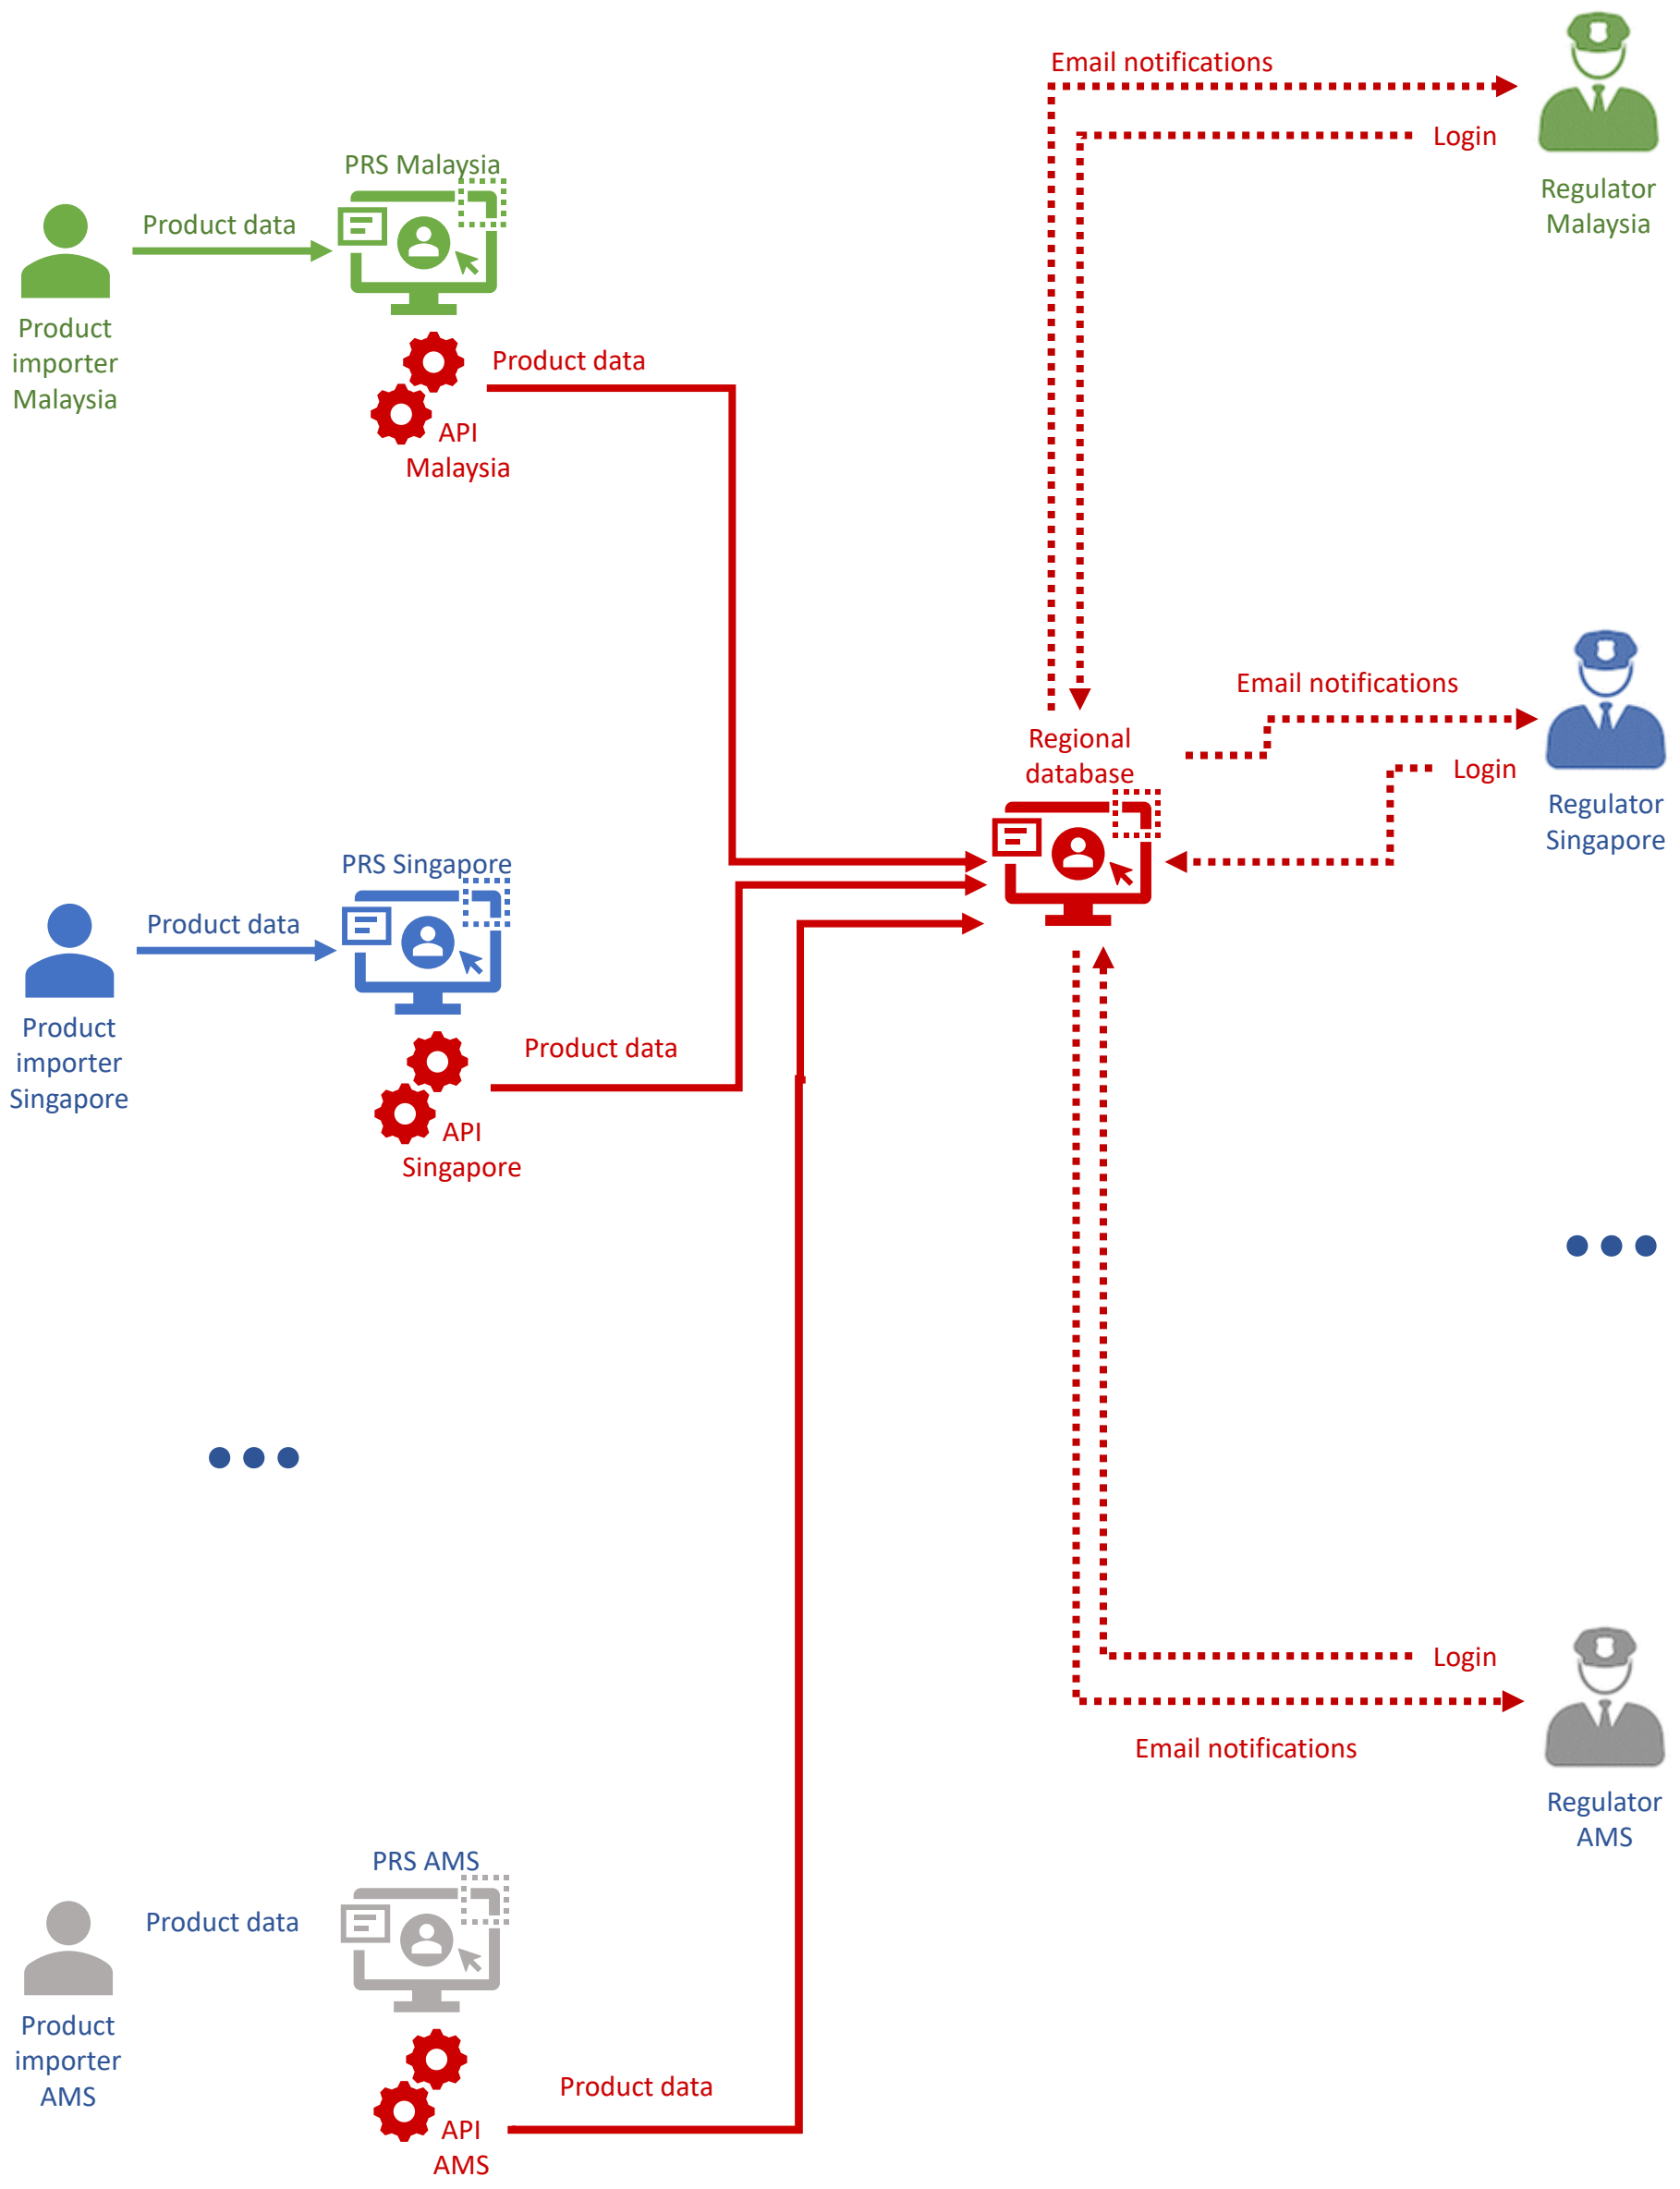 Email notifications
Login
Regulator
Malaysia
PRS Malaysia
Product data
Product
importer
Malaysia
Product data
API
Malaysia
Email notifications
Login
Regulator
Singapore
Regional
database
PRS Singapore
Product data
Product
importer
Singapore
Product data
API
Singapore
Login
Email notifications
Regulator
AMS
PRS AMS
Product data
Product
importer
AMS
Product data
API
AMS